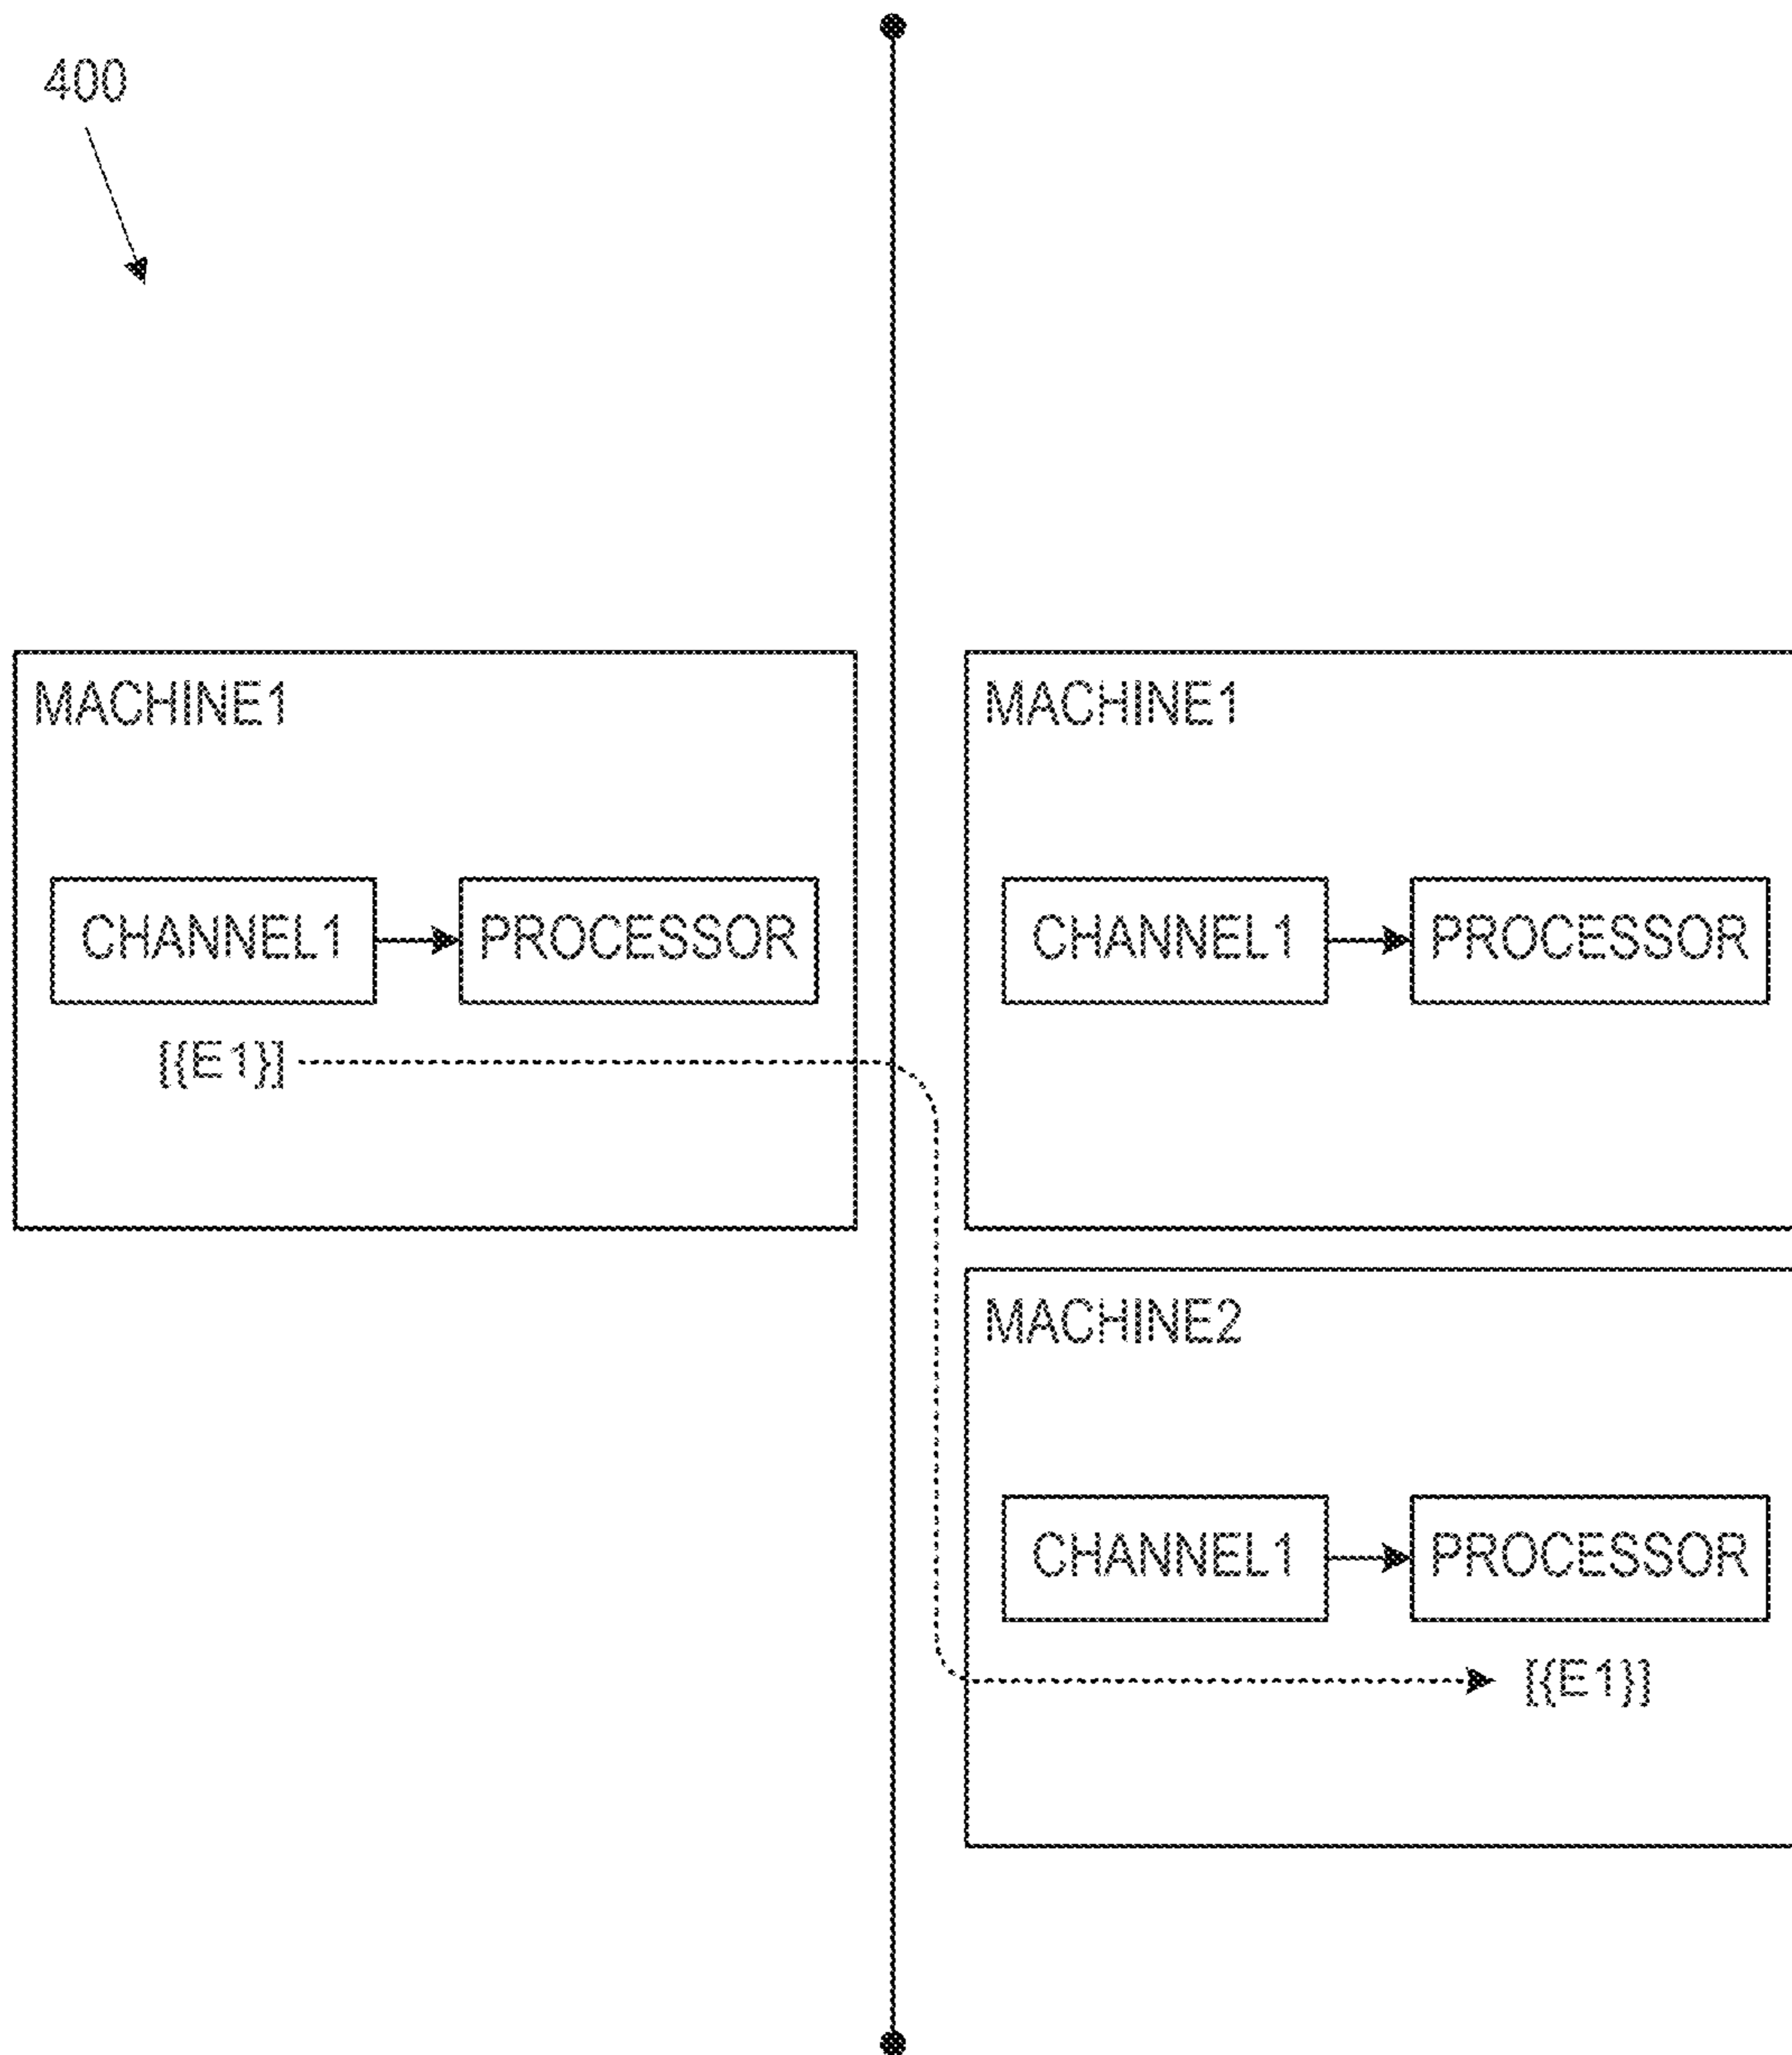 400
MACHINE1
CHANNEL1
PROCESSOR
[{E1}]
MACHINE1
CHANNEL1
PROCESSOR
MACHINE2
CHANNEL1
PROCESSOR
[{E1}]